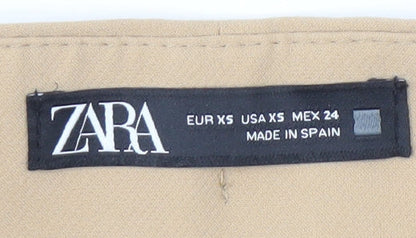 ZARA
EUR XS USA XS MEX 24
MADE IN SPAIN